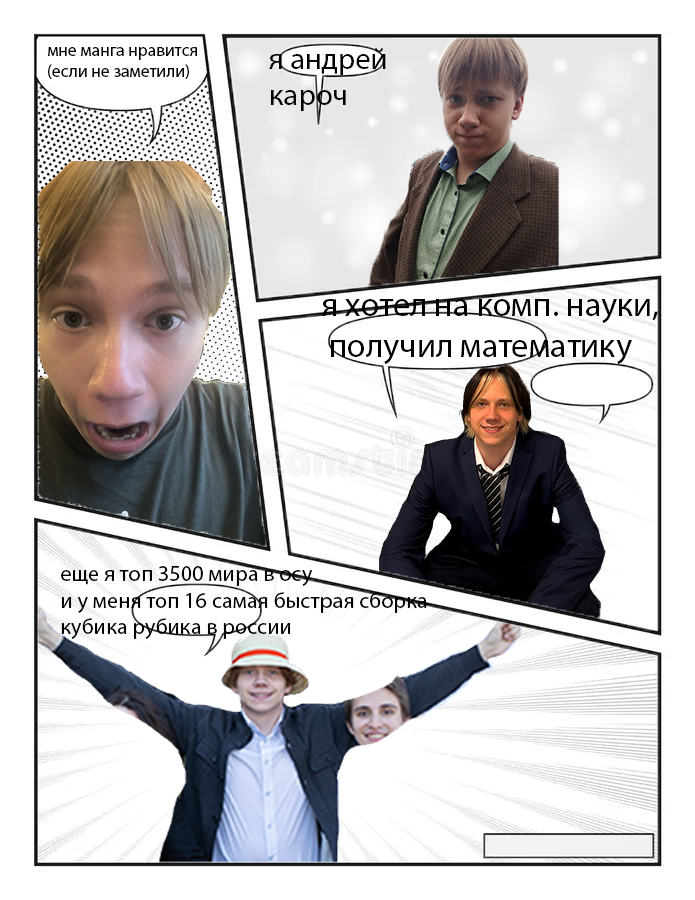 мне манга нравится
(если не заметили)
я андрей
кароч
я хотел на комп. науки,
получил математику
еще я топ 3500 мира в осу
и у меня топ 16 самая быстрая сборка
кубика рубика в россии